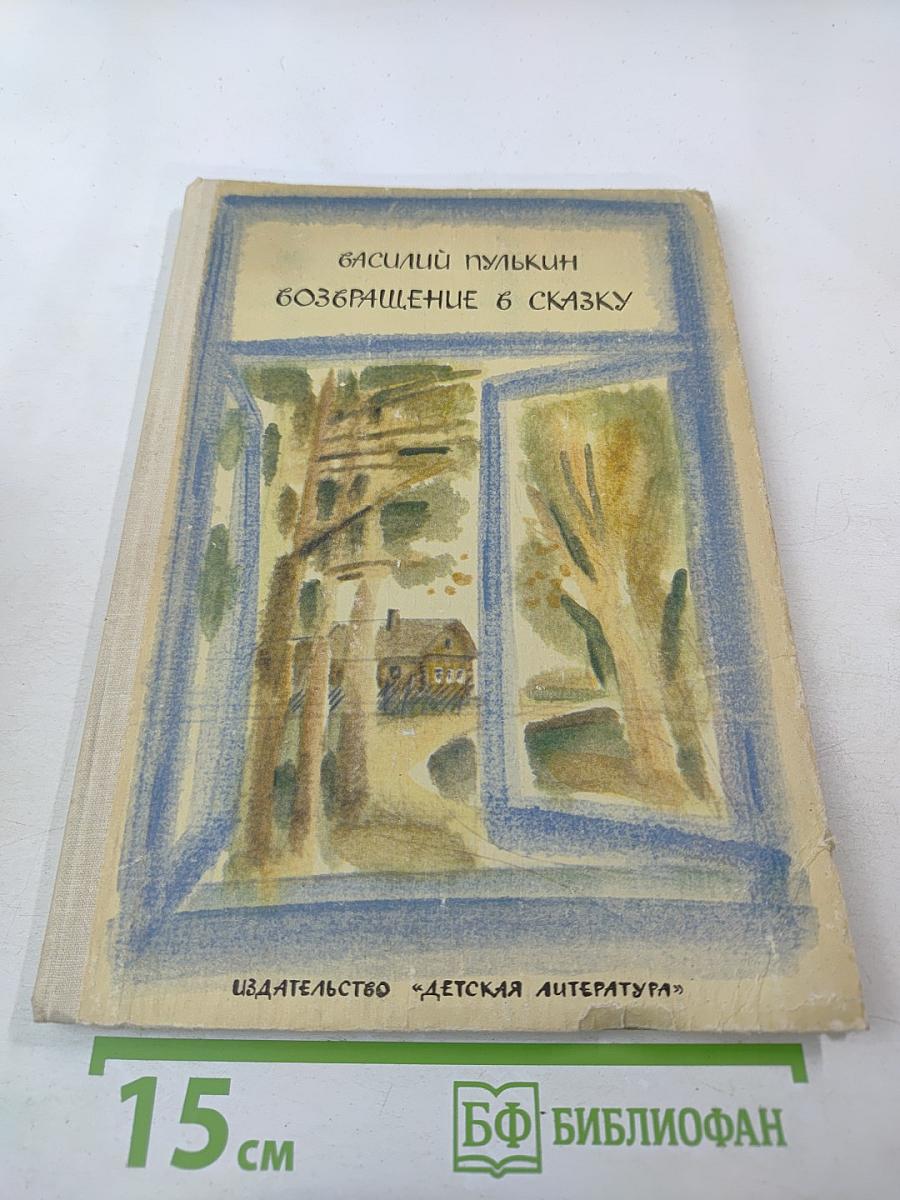 ВАСИЛИЙ ПУЛЬКИН
ВОЗВРАЩЕНИЕ В СКАЗКУ
ИЗДАТЕЛЬСТВО «ДЕТСКАЯ ЛИТЕРАТУРА»
15 см
БФ БИБЛИОФАН